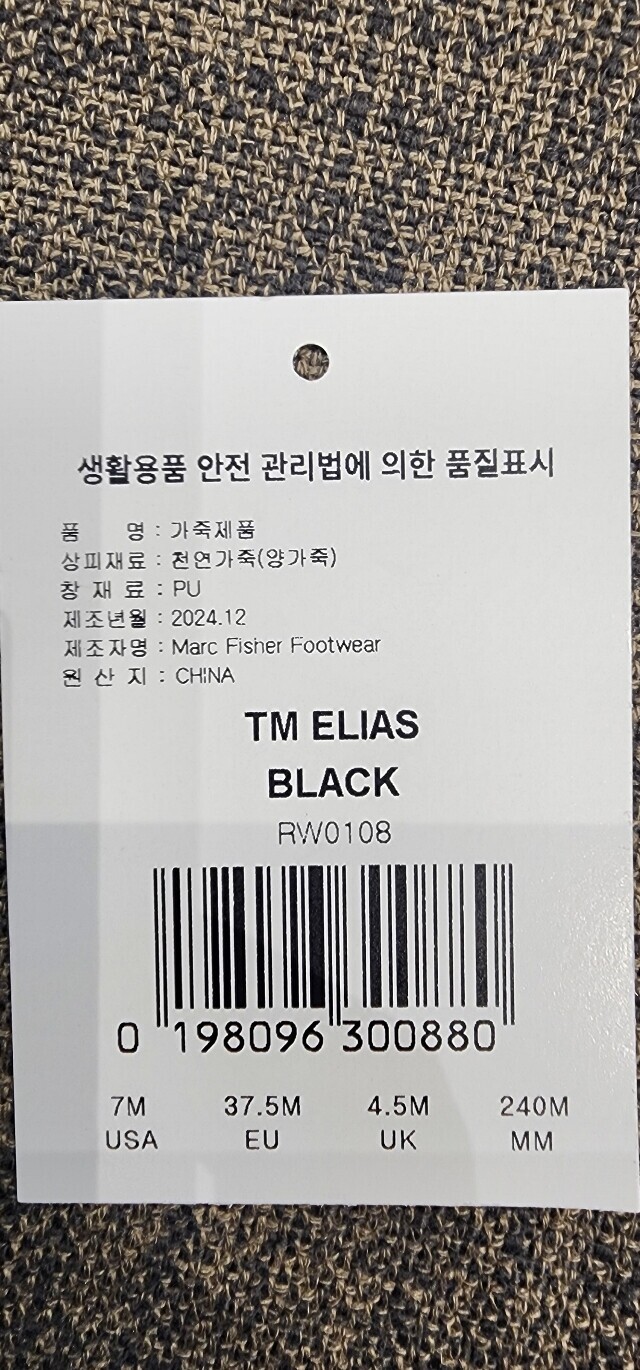 생활용품 안전 관리법에 의한 품질표시
품 명 : 가죽제품
상피재료 : 천연가죽(양가죽)
창 재 료 : PU
제조년월 : 2024.12
제조자명 : Marc Fisher Footwear
원 산 지 : CHINA
TM ELIAS
BLACK
RW0108
0 198096 300880
7M 37.5M 4.5M 240M
USA EU UK MM